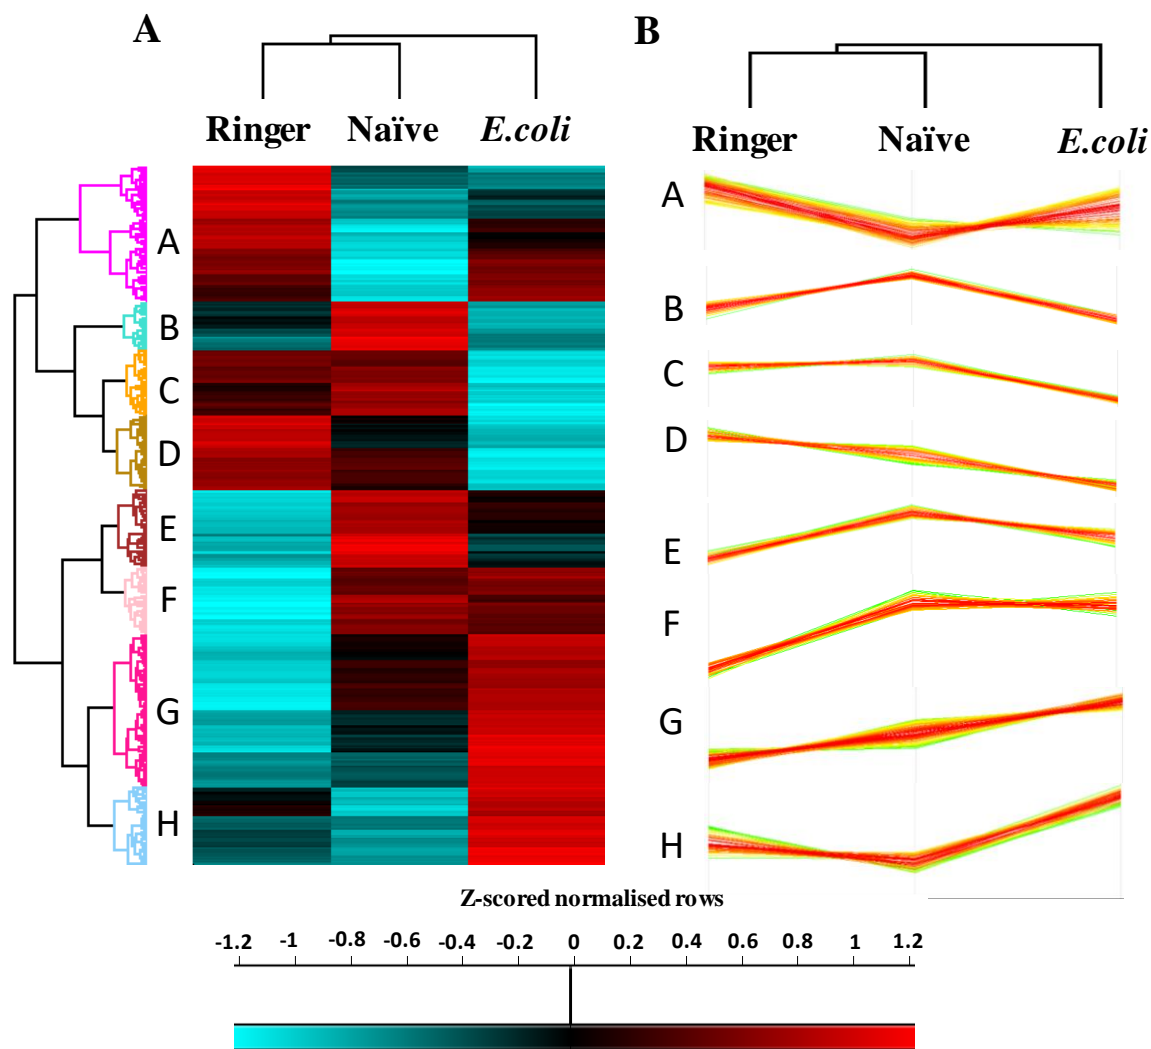 A
B
Ringer Naïve E.coli
Ringer Naïve E.coli
A
B
C
D
E
F
G
H
A
B
C
D
E
F
G
H
Z-scored normalised rows
-1.2 -1 -0.8 -0.6 -0.4 -0.2 0 0.2 0.4 0.6 0.8 1 1.2